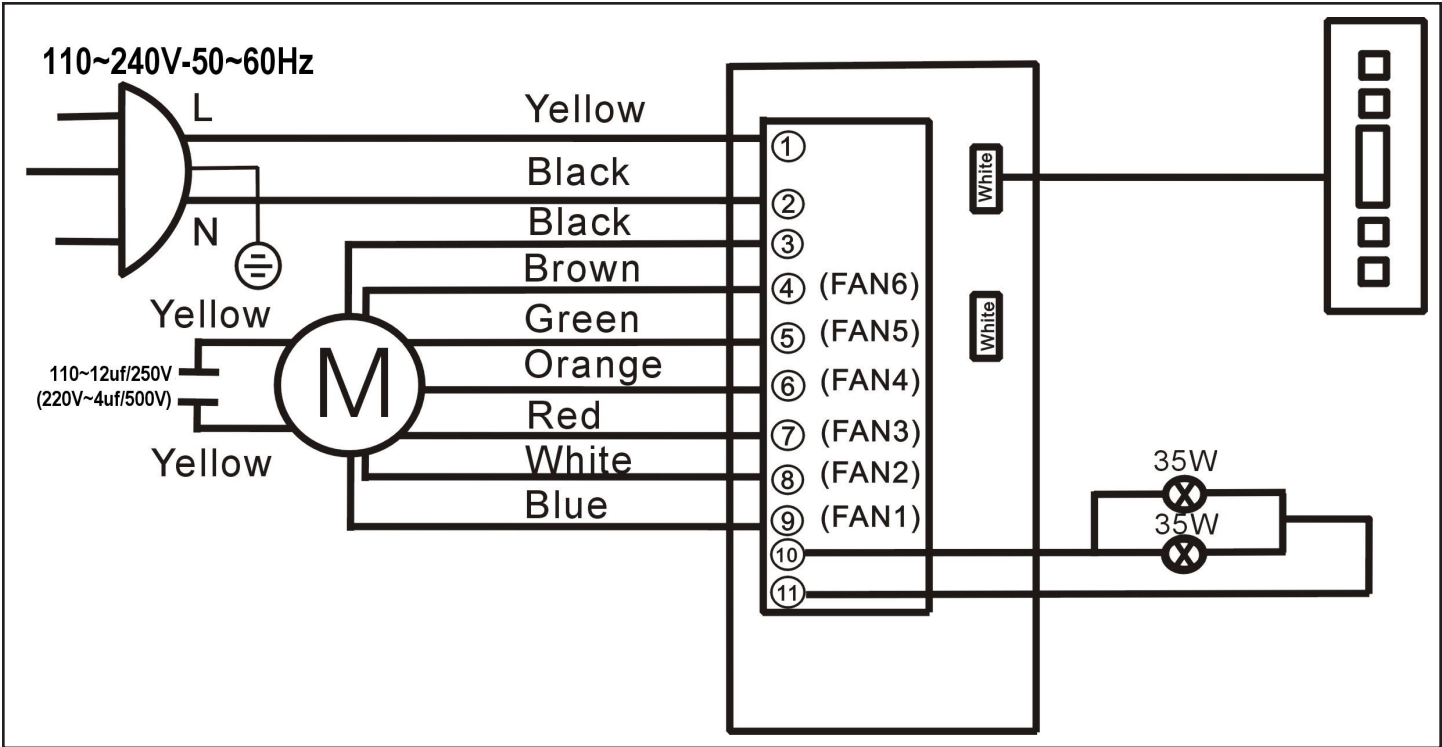 110~240V-50~60Hz
L
Yellow
①
Black
②
N
Black
③
Brown
④ (FAN6)
Yellow
Green
⑤ (FAN5)
M
Orange
⑥ (FAN4)
110~12uf/250V
(220V~4uf/500V)
Red
⑦ (FAN3)
Yellow
White
⑧ (FAN2)
Blue
⑨ (FAN1)
⑩
⑪
White
White
35W
35W